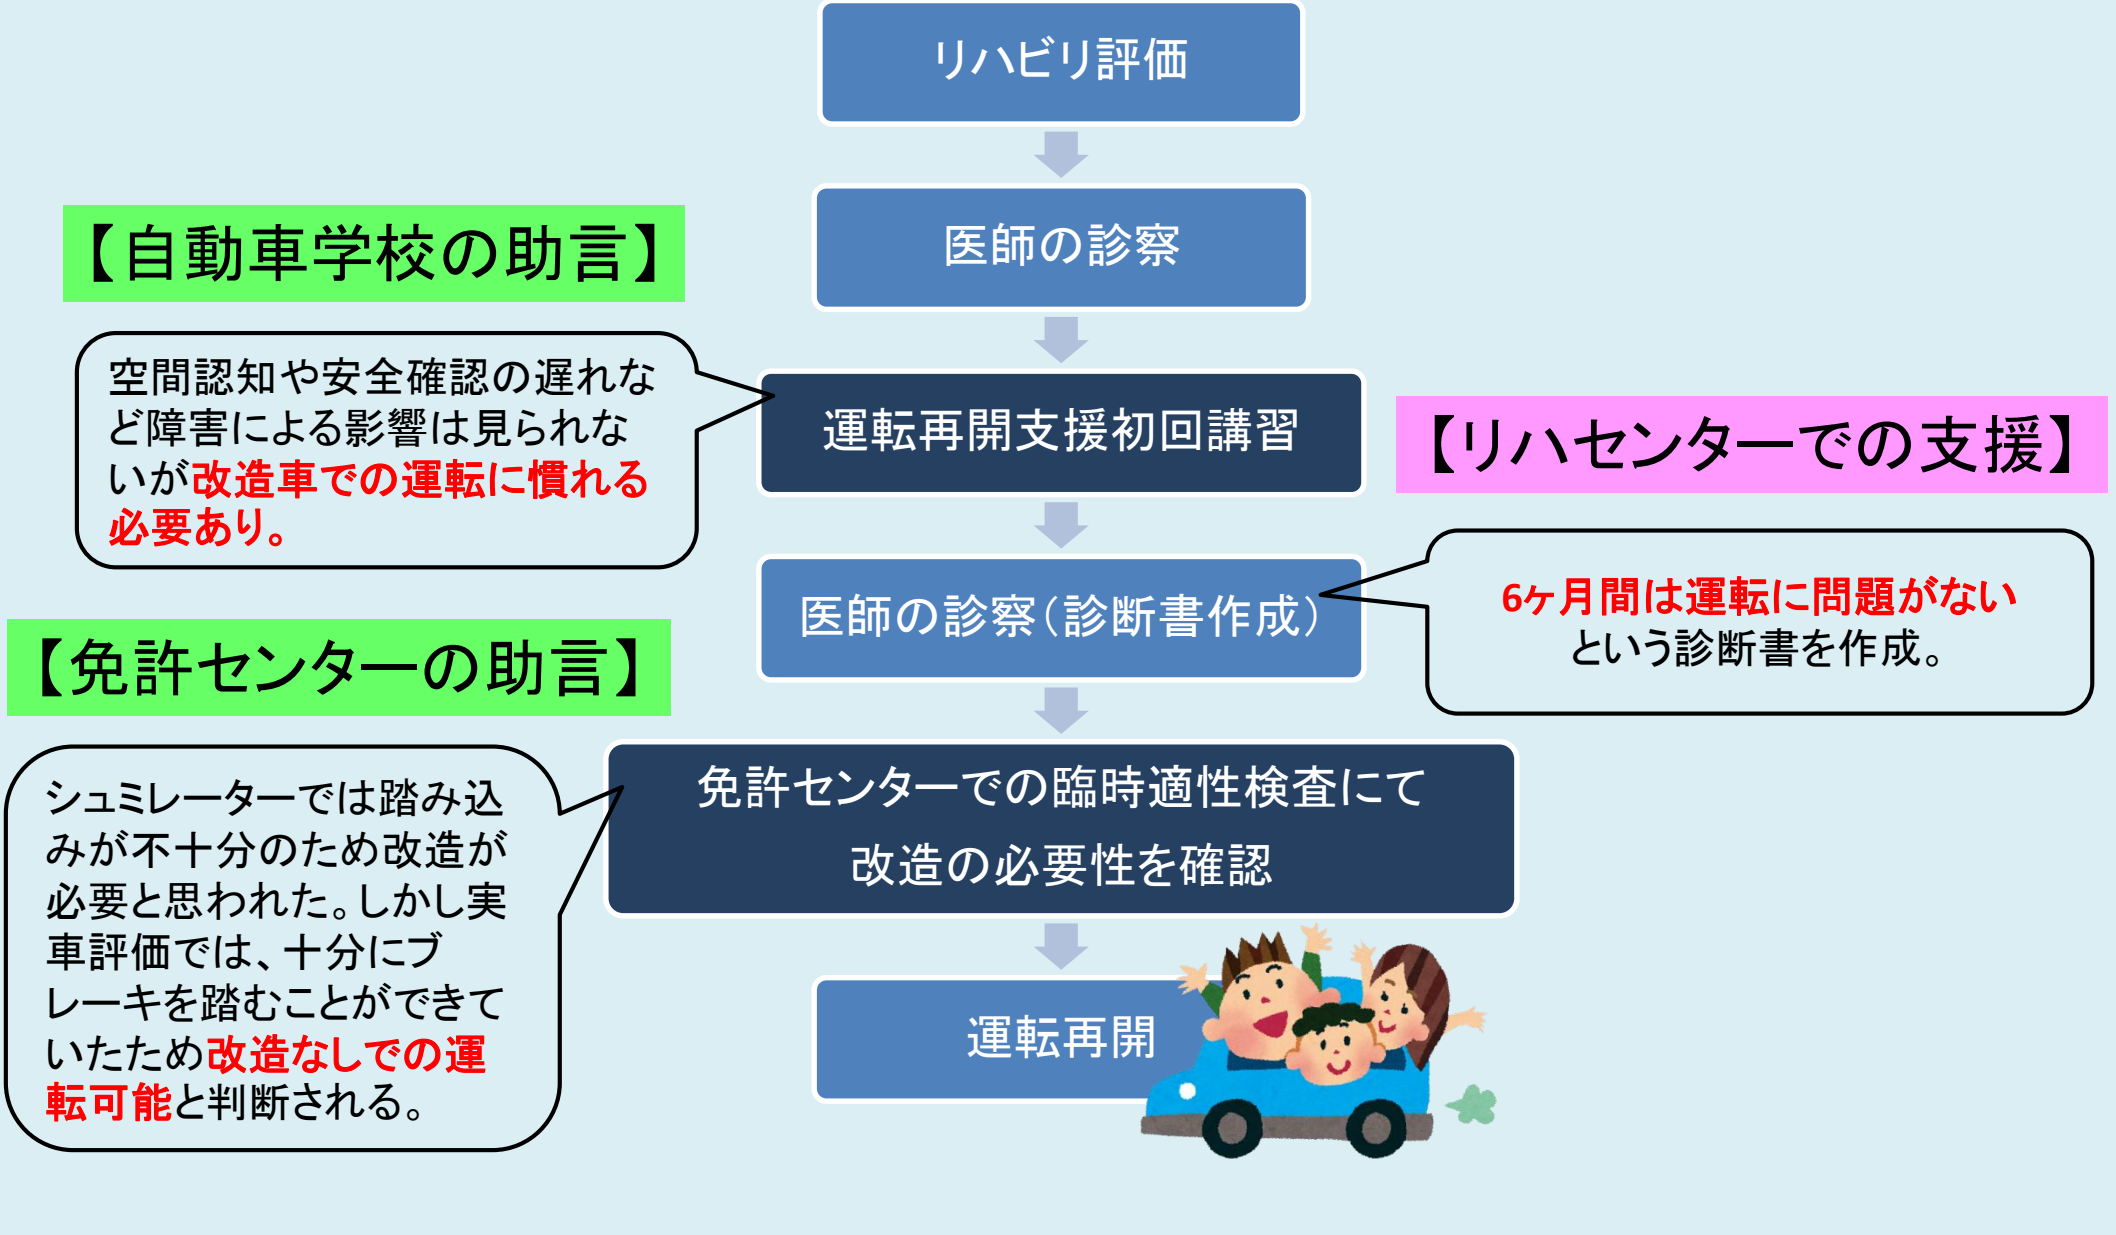 リハビリ評価
医師の診察
【自動車学校の助言】
空間認知や安全確認の遅れな
ど障害による影響は見られな
いが改造車での運転に慣れる
必要あり。
運転再開支援初回講習
【リハセンターでの支援】
医師の診察（診断書作成）
6ヶ月間は運転に問題がない
という診断書を作成。
【免許センターの助言】
シュミレーターでは踏み込
みが不十分のため改造が
必要と思われた。しかし実
車評価では、十分にブ
レーキを踏むことができて
いたため改造なしでの運
転可能と判断される。
免許センターでの臨時適性検査にて
改造の必要性を確認
運転再開